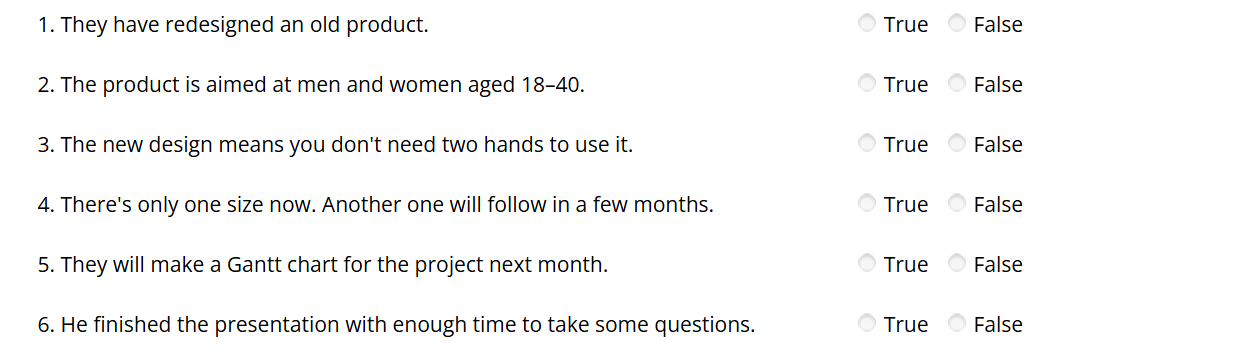 1. They have redesigned an old product. True False
2. The product is aimed at men and women aged 18–40. True False
3. The new design means you don't need two hands to use it. True False
4. There's only one size now. Another one will follow in a few months. True False
5. They will make a Gantt chart for the project next month. True False
6. He finished the presentation with enough time to take some questions. True False